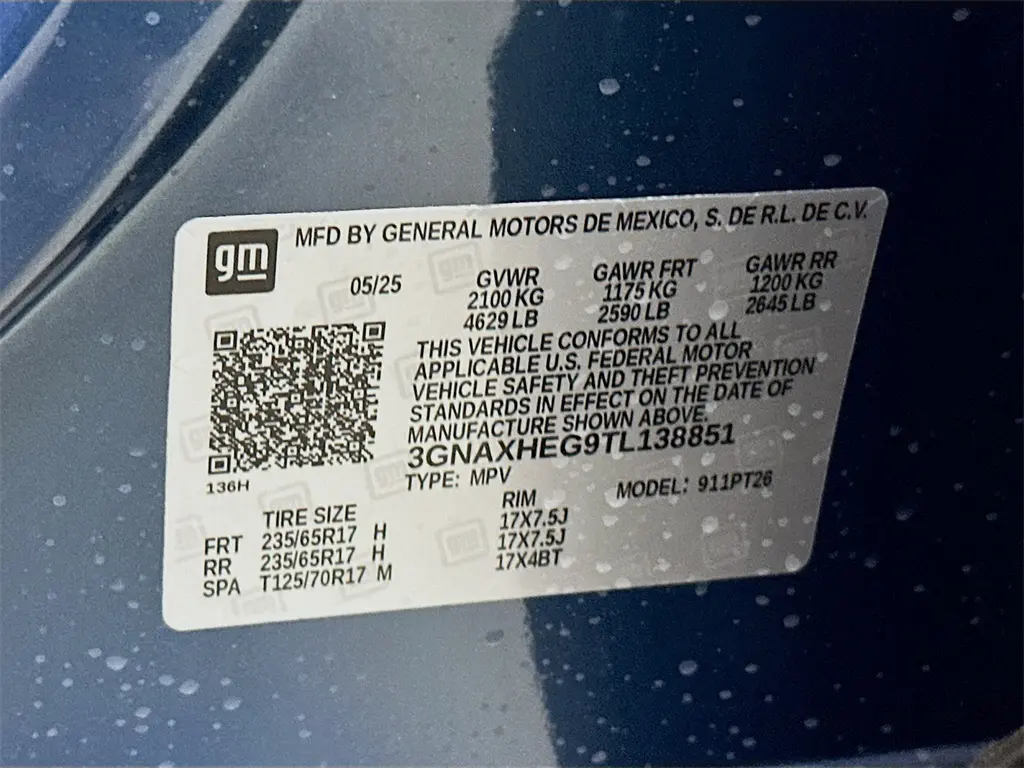 gm
MFD BY GENERAL MOTORS DE MEXICO, S. DE R.L. DE C.V.
05/25
GVWR GAWR FRT GAWR RR
2100 KG 1175 KG 1200 KG
4629 LB 2590 LB 2645 LB
THIS VEHICLE CONFORMS TO ALL
APPLICABLE U.S. FEDERAL MOTOR
VEHICLE SAFETY AND THEFT PREVENTION
STANDARDS IN EFFECT ON THE DATE OF
MANUFACTURE SHOWN ABOVE.
3GNAXHEG9TL138851
136H
TYPE: MPV MODEL: 911PT26
TIRE SIZE RIM
FRT 235/65R17 H 17X7.5J
RR 235/65R17 H 17X7.5J
SPA T125/70R17 M 17X4BT